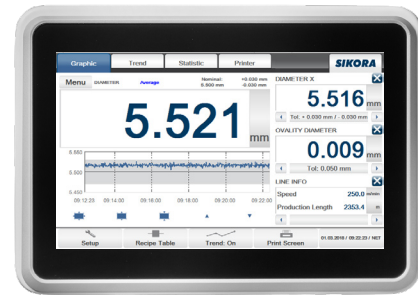 Graphic Trend Statistic Printer SIKORA
Menu DIAMETER Average Nominal: 5.500 mm +0.030 mm -0.030 mm
5.521 mm
5.550
5.500
5.450
09:12:23 09:14:00 09:16:00 09:18:00 09:20:00 09:22:00
DIAMETER X
5.516 mm
Tol. + 0.030 mm / - 0.030 mm
OVALITY DIAMETER
0.009 mm
Tol: 0.050 mm
LINE INFO
Speed 250.0 m/min
Production Length 2353.4 m
Setup Recipe Table Trend: On Print Screen 01.03.2016 / 09:22:23 / NET